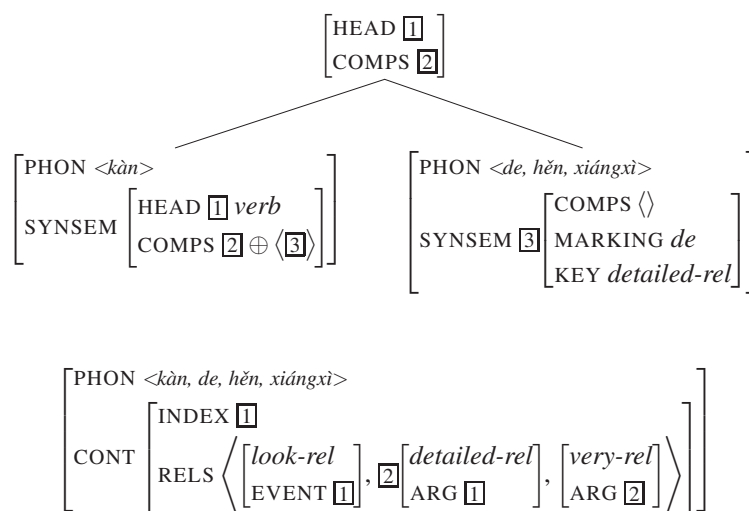 HEAD 1
COMPS 2
PHON <kàn>
SYNSEM HEAD 1 verb
COMPS 2 ⊕ ⟨3⟩
PHON <de, hěn, xiángxì>
SYNSEM 3 COMPS ⟨⟩
MARKING de
KEY detailed-rel
PHON <kàn, de, hěn, xiángxì>
CONT INDEX 1
RELS ⟨[look-rel EVENT 1], 2[detailed-rel ARG 1], [very-rel ARG 2]⟩